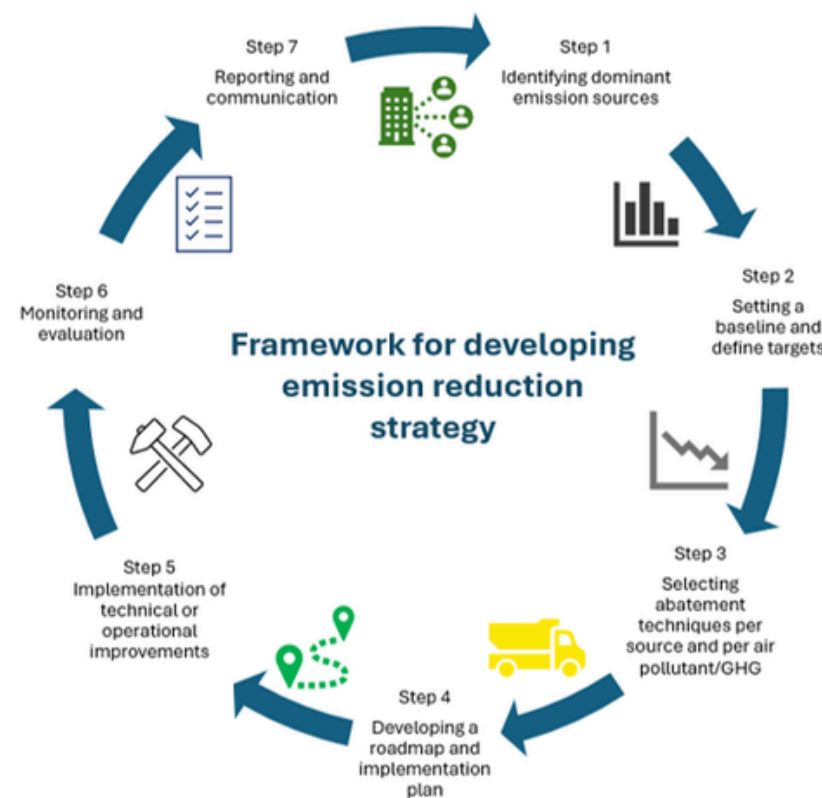 Step 7
Reporting and
communication
Step 1
Identifying dominant
emission sources
Step 2
Setting a
baseline and
define targets
Step 3
Selecting
abatement
techniques per
source and per air
pollutant/GHG
Step 4
Developing a
roadmap and
implementation
plan
Step 5
Implementation of
technical or
operational
improvements
Step 6
Monitoring and
evaluation
Framework for developing
emission reduction
strategy